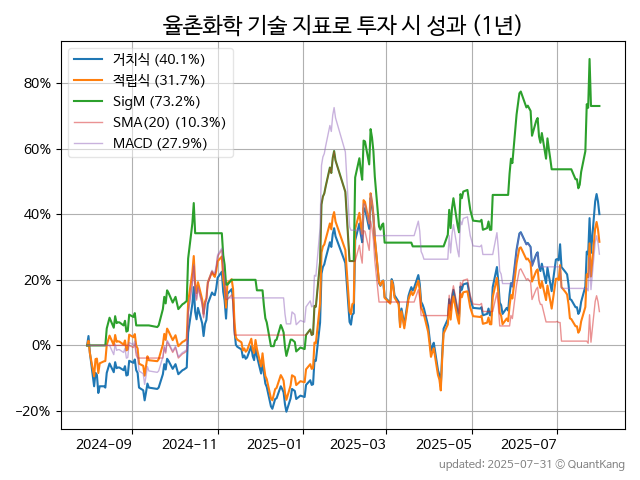 율촌화학 기술 지표로 투자 시 성과 (1년)
거치식 (40.1%)
적립식 (31.7%)
SigM (73.2%)
SMA(20) (10.3%)
MACD (27.9%)
80%
60%
40%
20%
0%
−20%
2024-09 2024-11 2025-01 2025-03 2025-05 2025-07
updated: 2025-07-31 © QuantKang